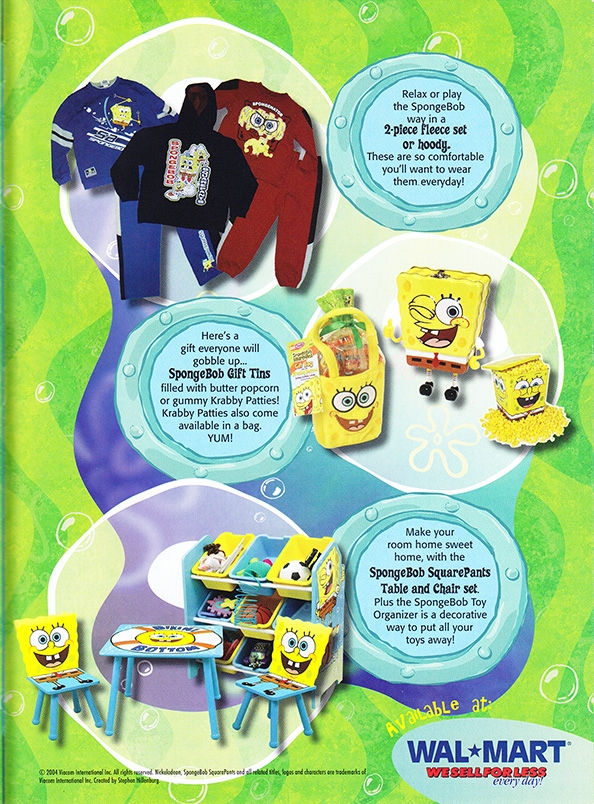 Relax or play
the SpongeBob
way in a
2-piece fleece set
or hoody.
These are so comfortable
you'll want to wear
them everyday!
SPONGENATOR
SPONGEBOB
Here's a
gift everyone will
gobble up...
SpongeBob Gift Tins
filled with butter popcorn
or gummy Krabby Patties!
Krabby Patties also come
available in a bag.
YUM!
Make your
room home sweet
home, with the
SpongeBob SquarePants
Table and Chair set.
Plus the SpongeBob Toy
Organizer is a decorative
way to put all your
toys away!
BIKINI
BOTTOM
Available at:
WAL★MART®
WE SELL FOR LESS
every day!
© 2004 Viacom International Inc. All rights reserved. Nickelodeon, SpongeBob SquarePants and all related titles, logos and characters are trademarks of
Viacom International Inc. Created by Stephen Hillenburg.